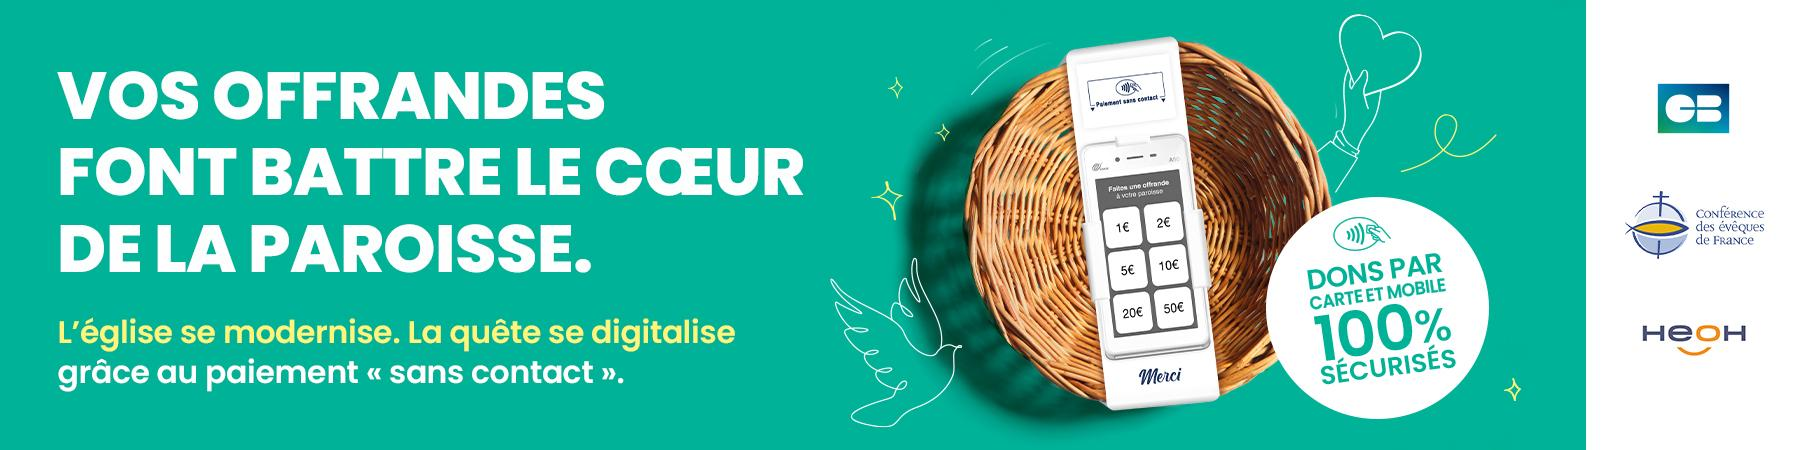 VOS OFFRANDES
FONT BATTRE LE CŒUR
DE LA PAROISSE.
L’église se modernise. La quête se digitalise
grâce au paiement « sans contact ».
Paiement sans contact
A50
Faites une offrande
à votre paroisse
1€ 2€
5€ 10€
20€ 50€
Merci
DONS PAR
CARTE ET MOBILE
100%
SÉCURISÉS
CB
Conférence
des évêques
de France
HEOH